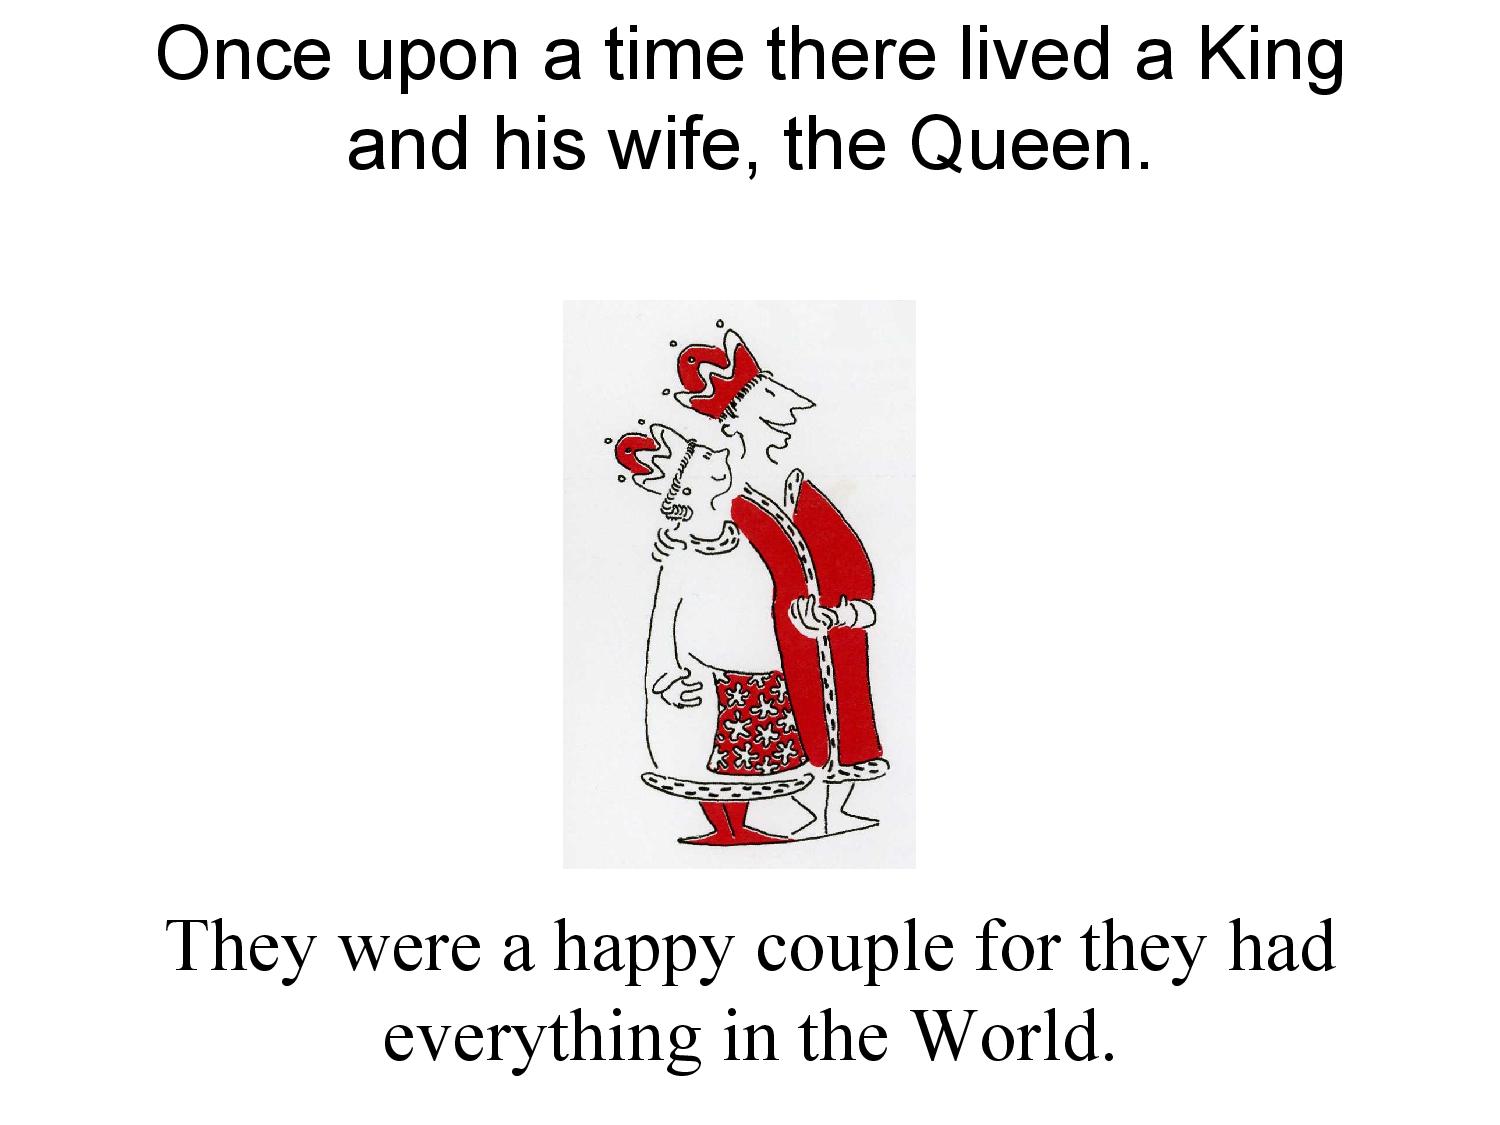 Once upon a time there lived a King
and his wife, the Queen.
They were a happy couple for they had
everything in the World.